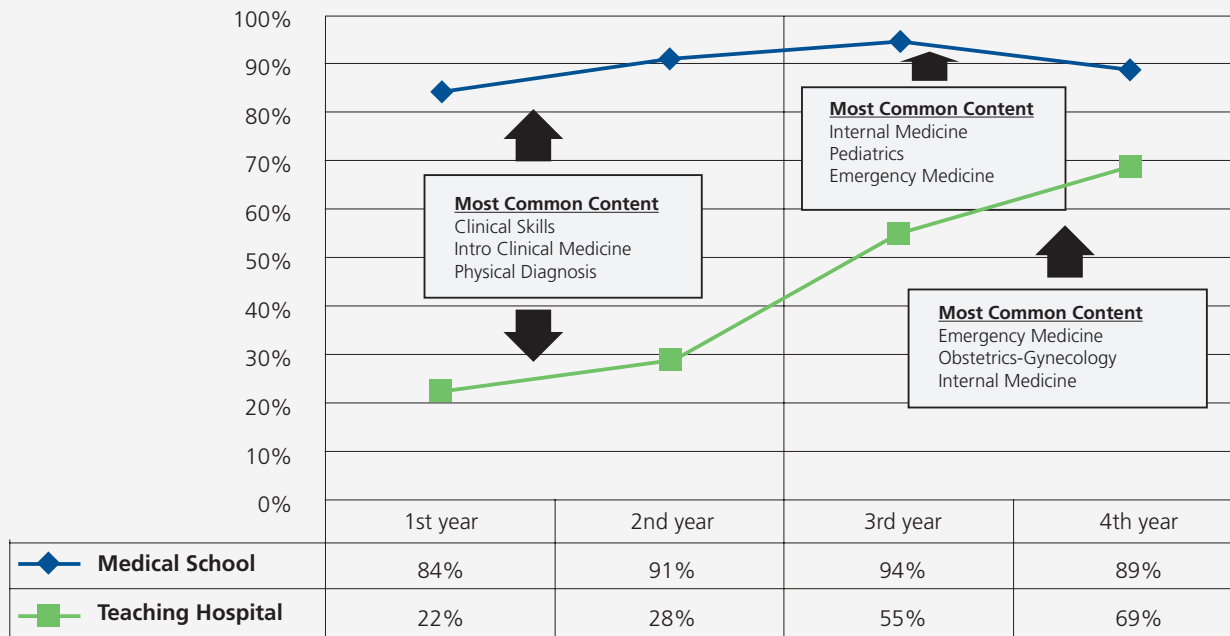 100%
90%
80%
70%
60%
50%
40%
30%
20%
10%
0%
Most Common Content
Clinical Skills
Intro Clinical Medicine
Physical Diagnosis
Most Common Content
Internal Medicine
Pediatrics
Emergency Medicine
Most Common Content
Emergency Medicine
Obstetrics-Gynecology
Internal Medicine
1st year 2nd year 3rd year 4th year
Medical School 84% 91% 94% 89%
Teaching Hospital 22% 28% 55% 69%